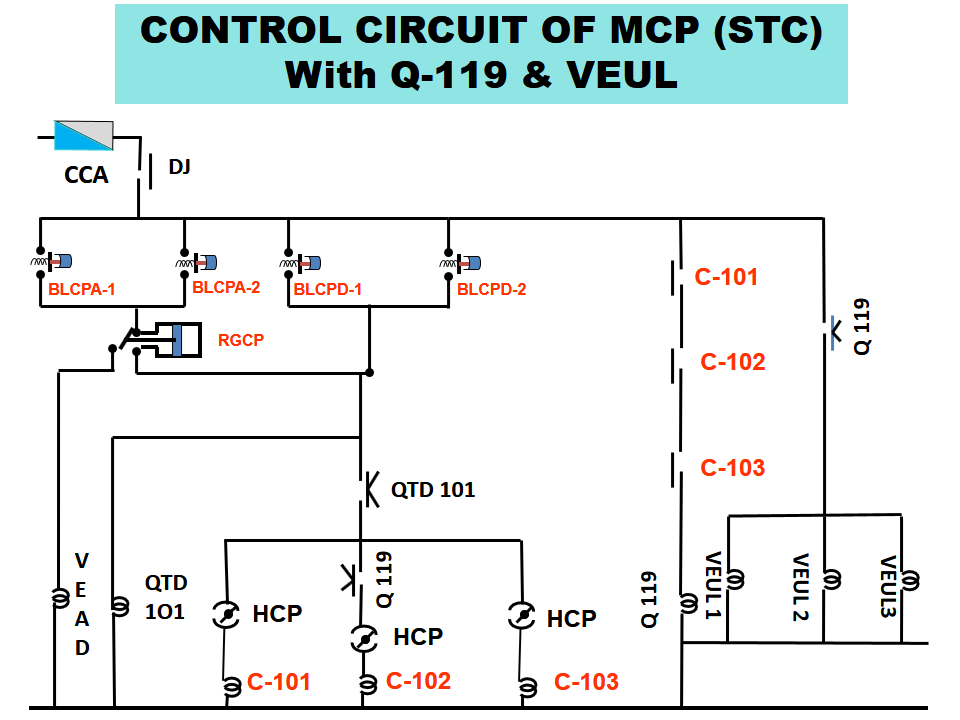 CONTROL CIRCUIT OF MCP (STC)
With Q-119 & VEUL
CCA
DJ
BLCPA-1
BLCPA-2
BLCPD-1
BLCPD-2
RGCP
C-101
C-102
C-103
Q 119
QTD 101
VEAD
QTD
1O1
HCP
C-101
Q 119
HCP
C-102
HCP
C-103
Q 119
VEUL 1
VEUL 2
VEUL3